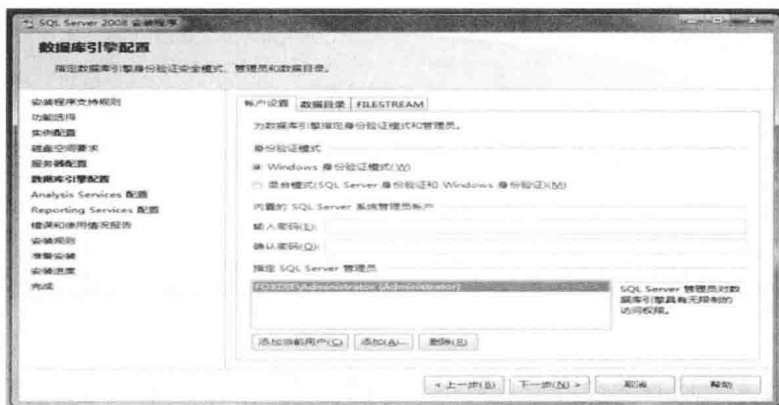 SQL Server 2008 安装程序
数据库引擎配置
指定数据库引擎身份验证安全模式、管理员和数据目录。
安装程序支持规则
功能选择
实例配置
磁盘空间要求
服务器配置
数据库引擎配置
Analysis Services 配置
Reporting Services 配置
错误和使用情况报告
安装规则
准备安装
安装进度
完成
帐户设置 数据目录 FILESTREAM
为数据库引擎指定身份验证模式和管理员。
身份验证模式
Windows 身份验证模式(W)
混合模式(SQL Server 身份验证和 Windows 身份验证)(M)
内置的 SQL Server 系统管理员帐户
输入密码(E):
确认密码(O):
指定 SQL Server 管理员
FOXDIE\Administrator (Administrator)
SQL Server 管理员对数
据库引擎具有无限制的
访问权限。
添加当前用户(C) 添加(A)... 删除(R)
< 上一步(B) 下一步(N) > 取消 帮助